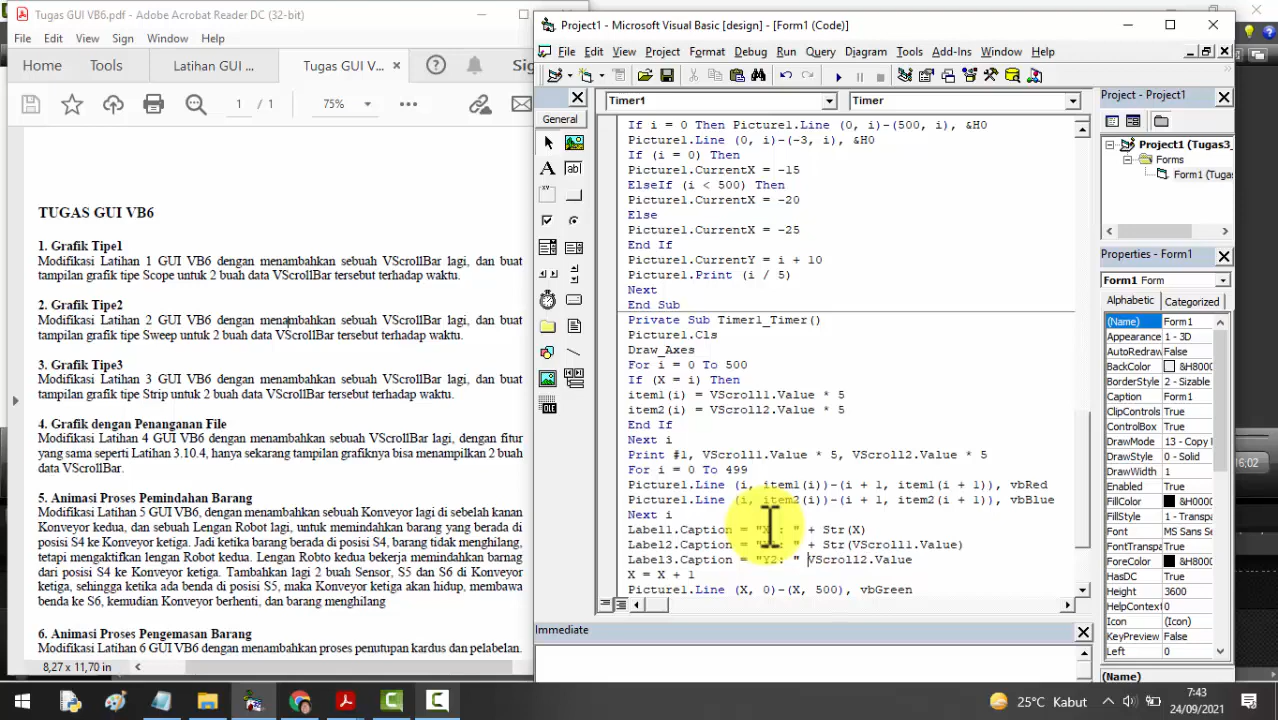 Tugas GUI VB6.pdf - Adobe Acrobat Reader DC (32-bit)
File Edit View Sign Window Help
Home Tools Latihan GUI ... Tugas GUI V...
1 / 1 75%
TUGAS GUI VB6
1. Grafik Tipe1
Modifikasi Latihan 1 GUI VB6 dengan menambahkan sebuah VScrollBar lagi, dan buat
tampilan grafik tipe Scope untuk 2 buah data VScrollBar tersebut terhadap waktu.
2. Grafik Tipe2
Modifikasi Latihan 2 GUI VB6 dengan menambahkan sebuah VScrollBar lagi, dan buat
tampilan grafik tipe Sweep untuk 2 buah data VScrollBar tersebut terhadap waktu.
3. Grafik Tipe3
Modifikasi Latihan 3 GUI VB6 dengan menambahkan sebuah VScrollBar lagi, dan buat
tampilan grafik tipe Strip untuk 2 buah data VScrollBar tersebut terhadap waktu.
4. Grafik dengan Penanganan File
Modifikasi Latihan 4 GUI VB6 dengan menambahkan sebuah VScrollBar lagi, dengan fitur
yang sama seperti Latihan 3.10.4, hanya sekarang tampilan grafiknya bisa menampilkan 2 buah
data VScrollBar.
5. Animasi Proses Pemindahan Barang
Modifikasi Latihan 5 GUI VB6 dengan menambahkan sebuah Konveyor lagi di sebelah kanan
Konveyor kedua, dan sebuah Lengan Robot lagi, untuk memindahkan barang yang berada di
posisi S4 ke Konveyor ketiga. Jadi ketika barang berada di posisi S4, barang tidak menghilang,
tetapi mengaktifkan lengan Robot kedua. Lengan Robto kedua bekerja memindahkan barnag
dari posisi S4 ke Konveyor ketiga. Tambahkan lagi 2 buah Sensor, S5 dan S6 di Konveyor
ketiga, sehingga ketika ada benda di posisi S5, maka Konveyor ketiga akan hidup, membawa
benda ke S6, kemudian Konveyor berhenti, dan barang menghilang
6. Animasi Proses Pengemasan Barang
Modifikasi Latihan 6 GUI VB6 dengan menambahkan proses penutupan kardus dan pelabelan.
8,27 x 11,70 in
Project1 - Microsoft Visual Basic [design] - [Form1 (Code)]
File Edit View Project Format Debug Run Query Diagram Tools Add-Ins Window Help
General
Timer1 Timer
If i = 0 Then Picture1.Line (0, i)-(500, i), &H0
Picture1.Line (0, i)-(-3, i), &H0
If (i = 0) Then
Picture1.CurrentX = -15
ElseIf (i < 500) Then
Picture1.CurrentX = -20
Else
Picture1.CurrentX = -25
End If
Picture1.CurrentY = i + 10
Picture1.Print (i / 5)
Next
End Sub
Private Sub Timer1_Timer()
Picture1.Cls
Draw_Axes
For i = 0 To 500
If (X = i) Then
item1(i) = VScroll1.Value * 5
item2(i) = VScroll2.Value * 5
End If
Next i
Print #1, VScroll1.Value * 5, VScroll2.Value * 5
For i = 0 To 499
Picture1.Line (i, item1(i))-(i + 1, item1(i + 1)), vbRed
Picture1.Line (i, item2(i))-(i + 1, item2(i + 1)), vbBlue
Next i
Label1.Caption = "X : " + Str(X)
Label2.Caption = " : " + Str(VScroll1.Value)
Label3.Caption = "Y2: " VScroll2.Value
X = X + 1
Picture1.Line (X, 0)-(X, 500), vbGreen
Immediate
Project - Project1
Project1 (Tugas3_
Forms
Form1 (Tuga
Properties - Form1
Form1 Form
Alphabetic Categorized
(Name) Form1
Appearance 1 - 3D
AutoRedraw False
BackColor &H8000
BorderStyle 2 - Sizable
Caption Form1
ClipControls True
ControlBox True
DrawMode 13 - Copy
DrawStyle 0 - Solid
DrawWidth 1
Enabled True
FillColor &H0000
FillStyle 1 - Transpa
Font MS Sans Se
FontTransp True
ForeColor &H8000
HasDC True
Height 3600
HelpContext 0
Icon (Icon)
KeyPreview False
Left 0
(Name)
16,02
25°C Kabut
7:43
24/09/2021